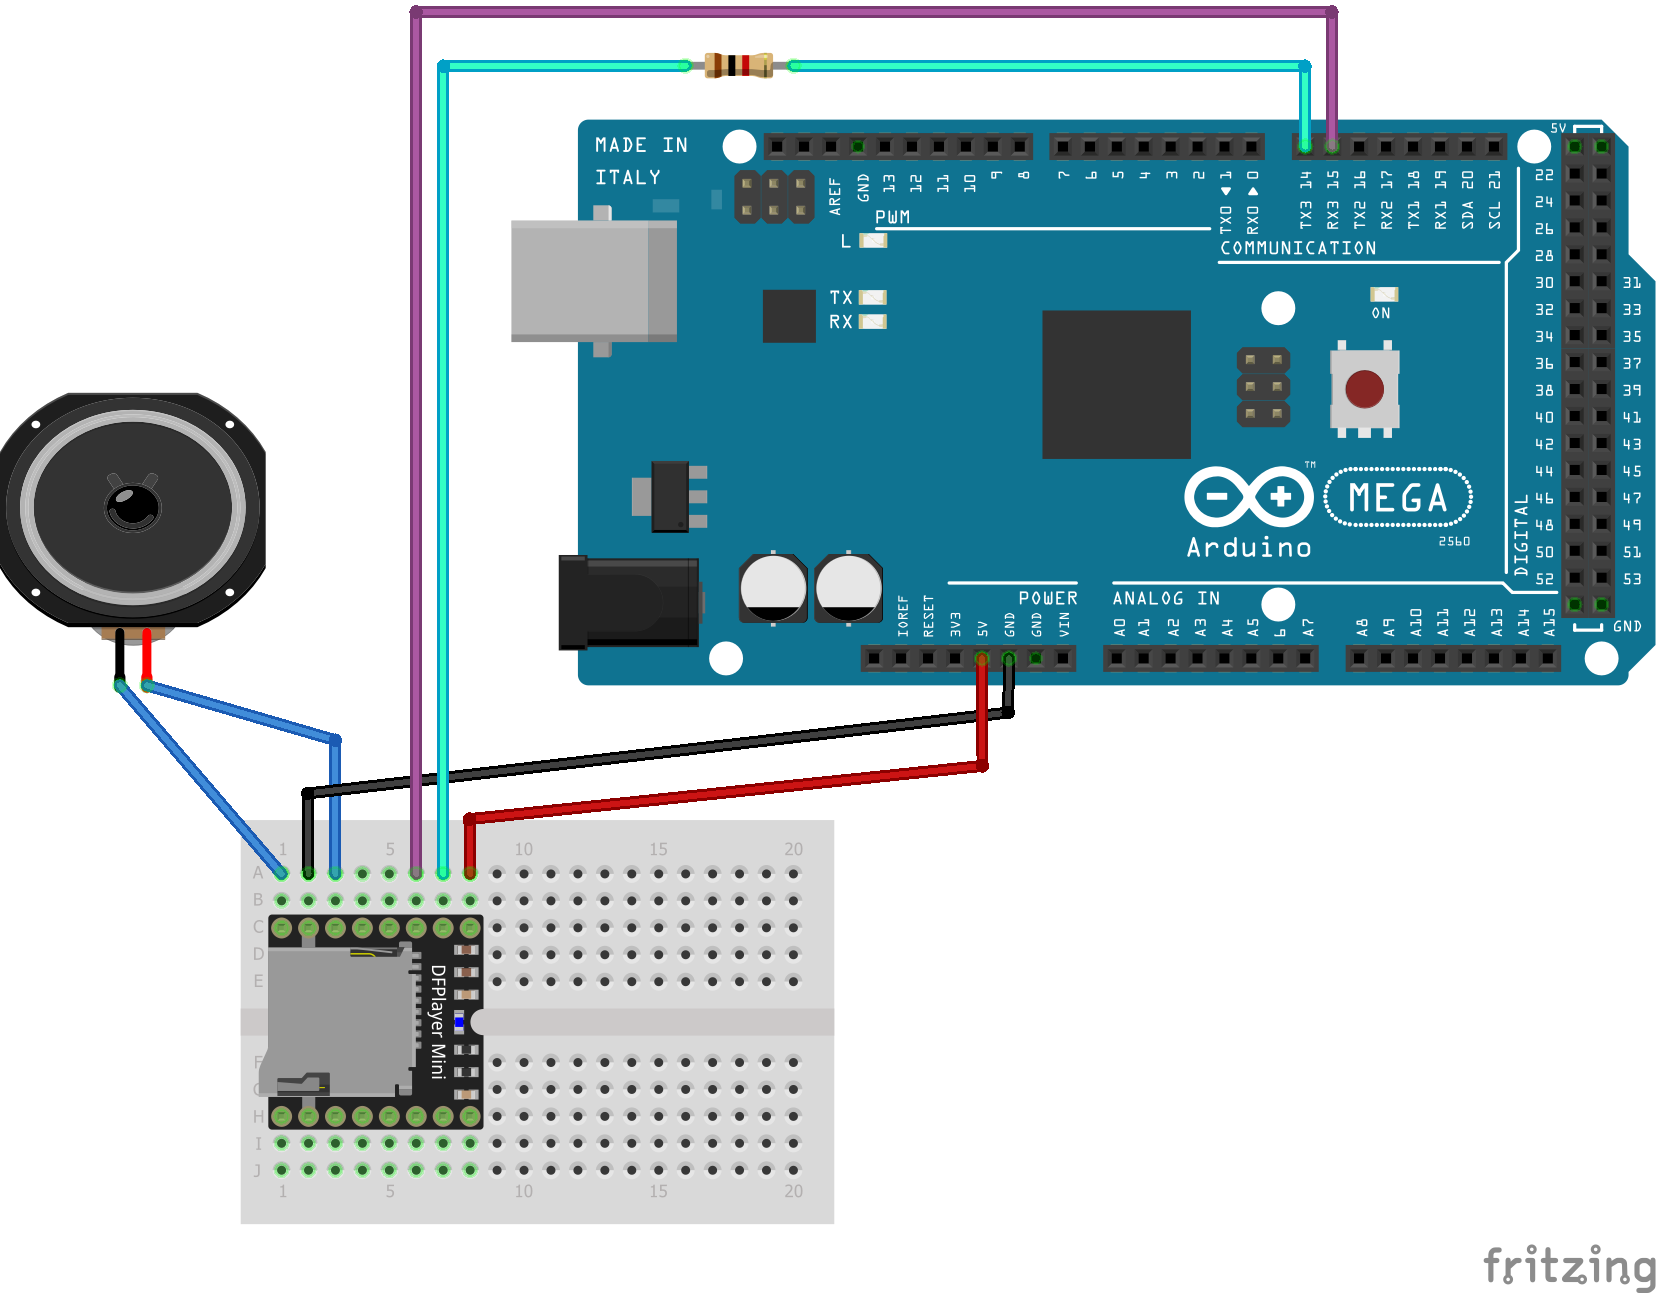 MADE IN
ITALY
AREF
GND
13
12
11
10
9
8
7
6
5
4
3
2
TX0 ◀ 1
RX0 ▶ 0
TX3 14
RX3 15
TX2 16
RX2 17
TX1 18
RX1 19
SDA 20
SCL 21
5V
PWM
COMMUNICATION
L
TX
RX
ON
22
24
26
28
30 31
32 33
34 35
36 37
38 39
40 41
42 43
44 45
46 47
48 49
50 51
52 53
DIGITAL
GND
TM
MEGA
Arduino
2560
POWER
ANALOG IN
IOREF
RESET
3V3
5V
GND
GND
VIN
A0
A1
A2
A3
A4
A5
6
A7
A8
A9
A10
A11
A12
A13
A14
A15
1 5 10 15 20
A
B
C
D
E
DFPlayer Mini
F
G
H
I
J
1 5 10 15 20
fritzing